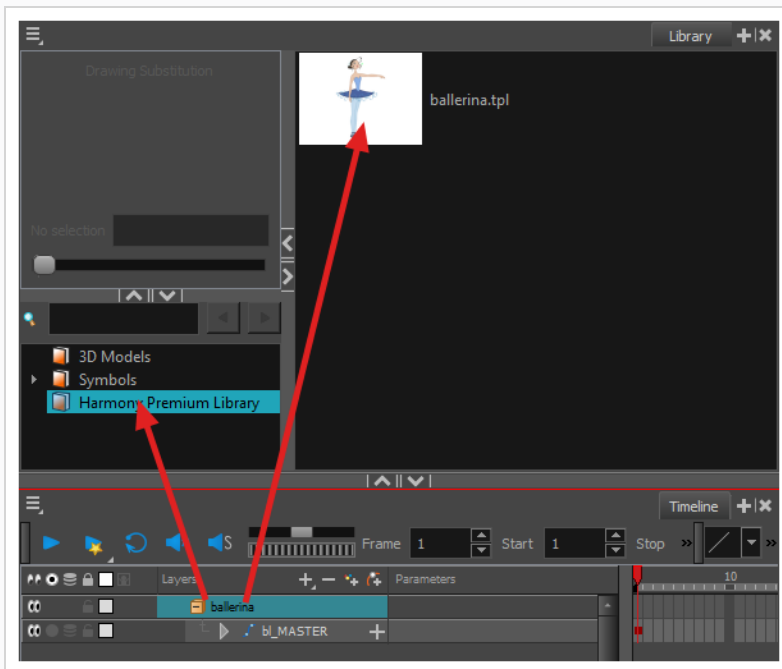 Library
Drawing Substitution
ballerina.tpl
No selection
3D Models
Symbols
Harmony Premium Library
Timeline
S Frame 1 Start 1 Stop
Layers Parameters 10
ballerina
bl_MASTER